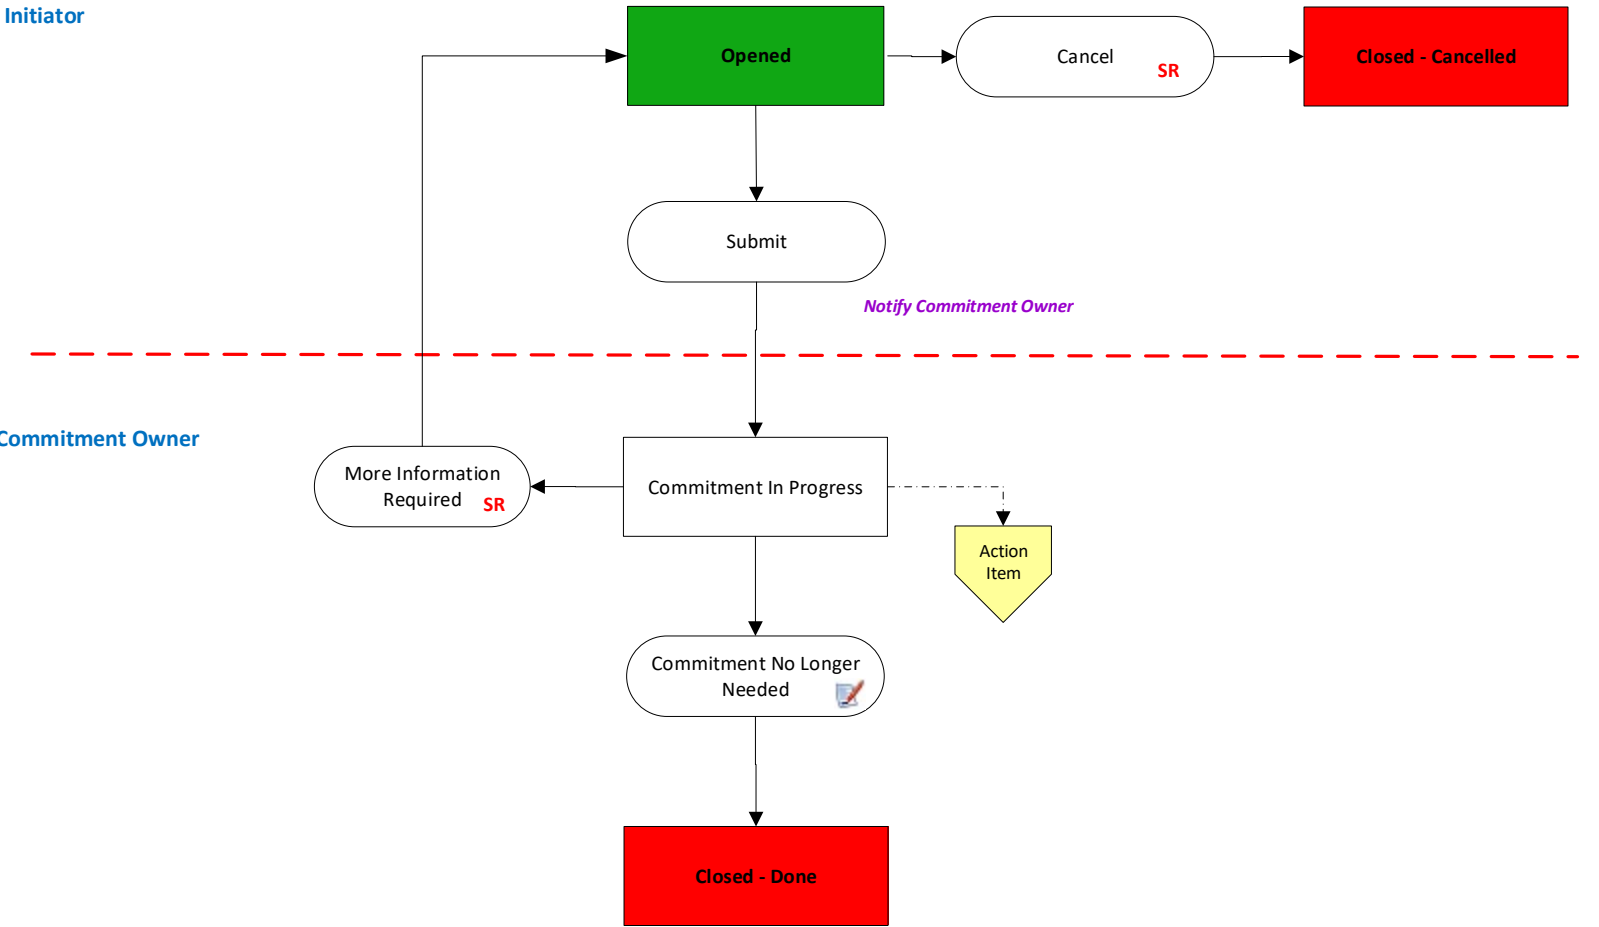 Initiator
Opened
Cancel
SR
Closed - Cancelled
Submit
Notify Commitment Owner
Commitment Owner
More Information
Required
SR
Commitment In Progress
Action
Item
Commitment No Longer
Needed
Closed - Done